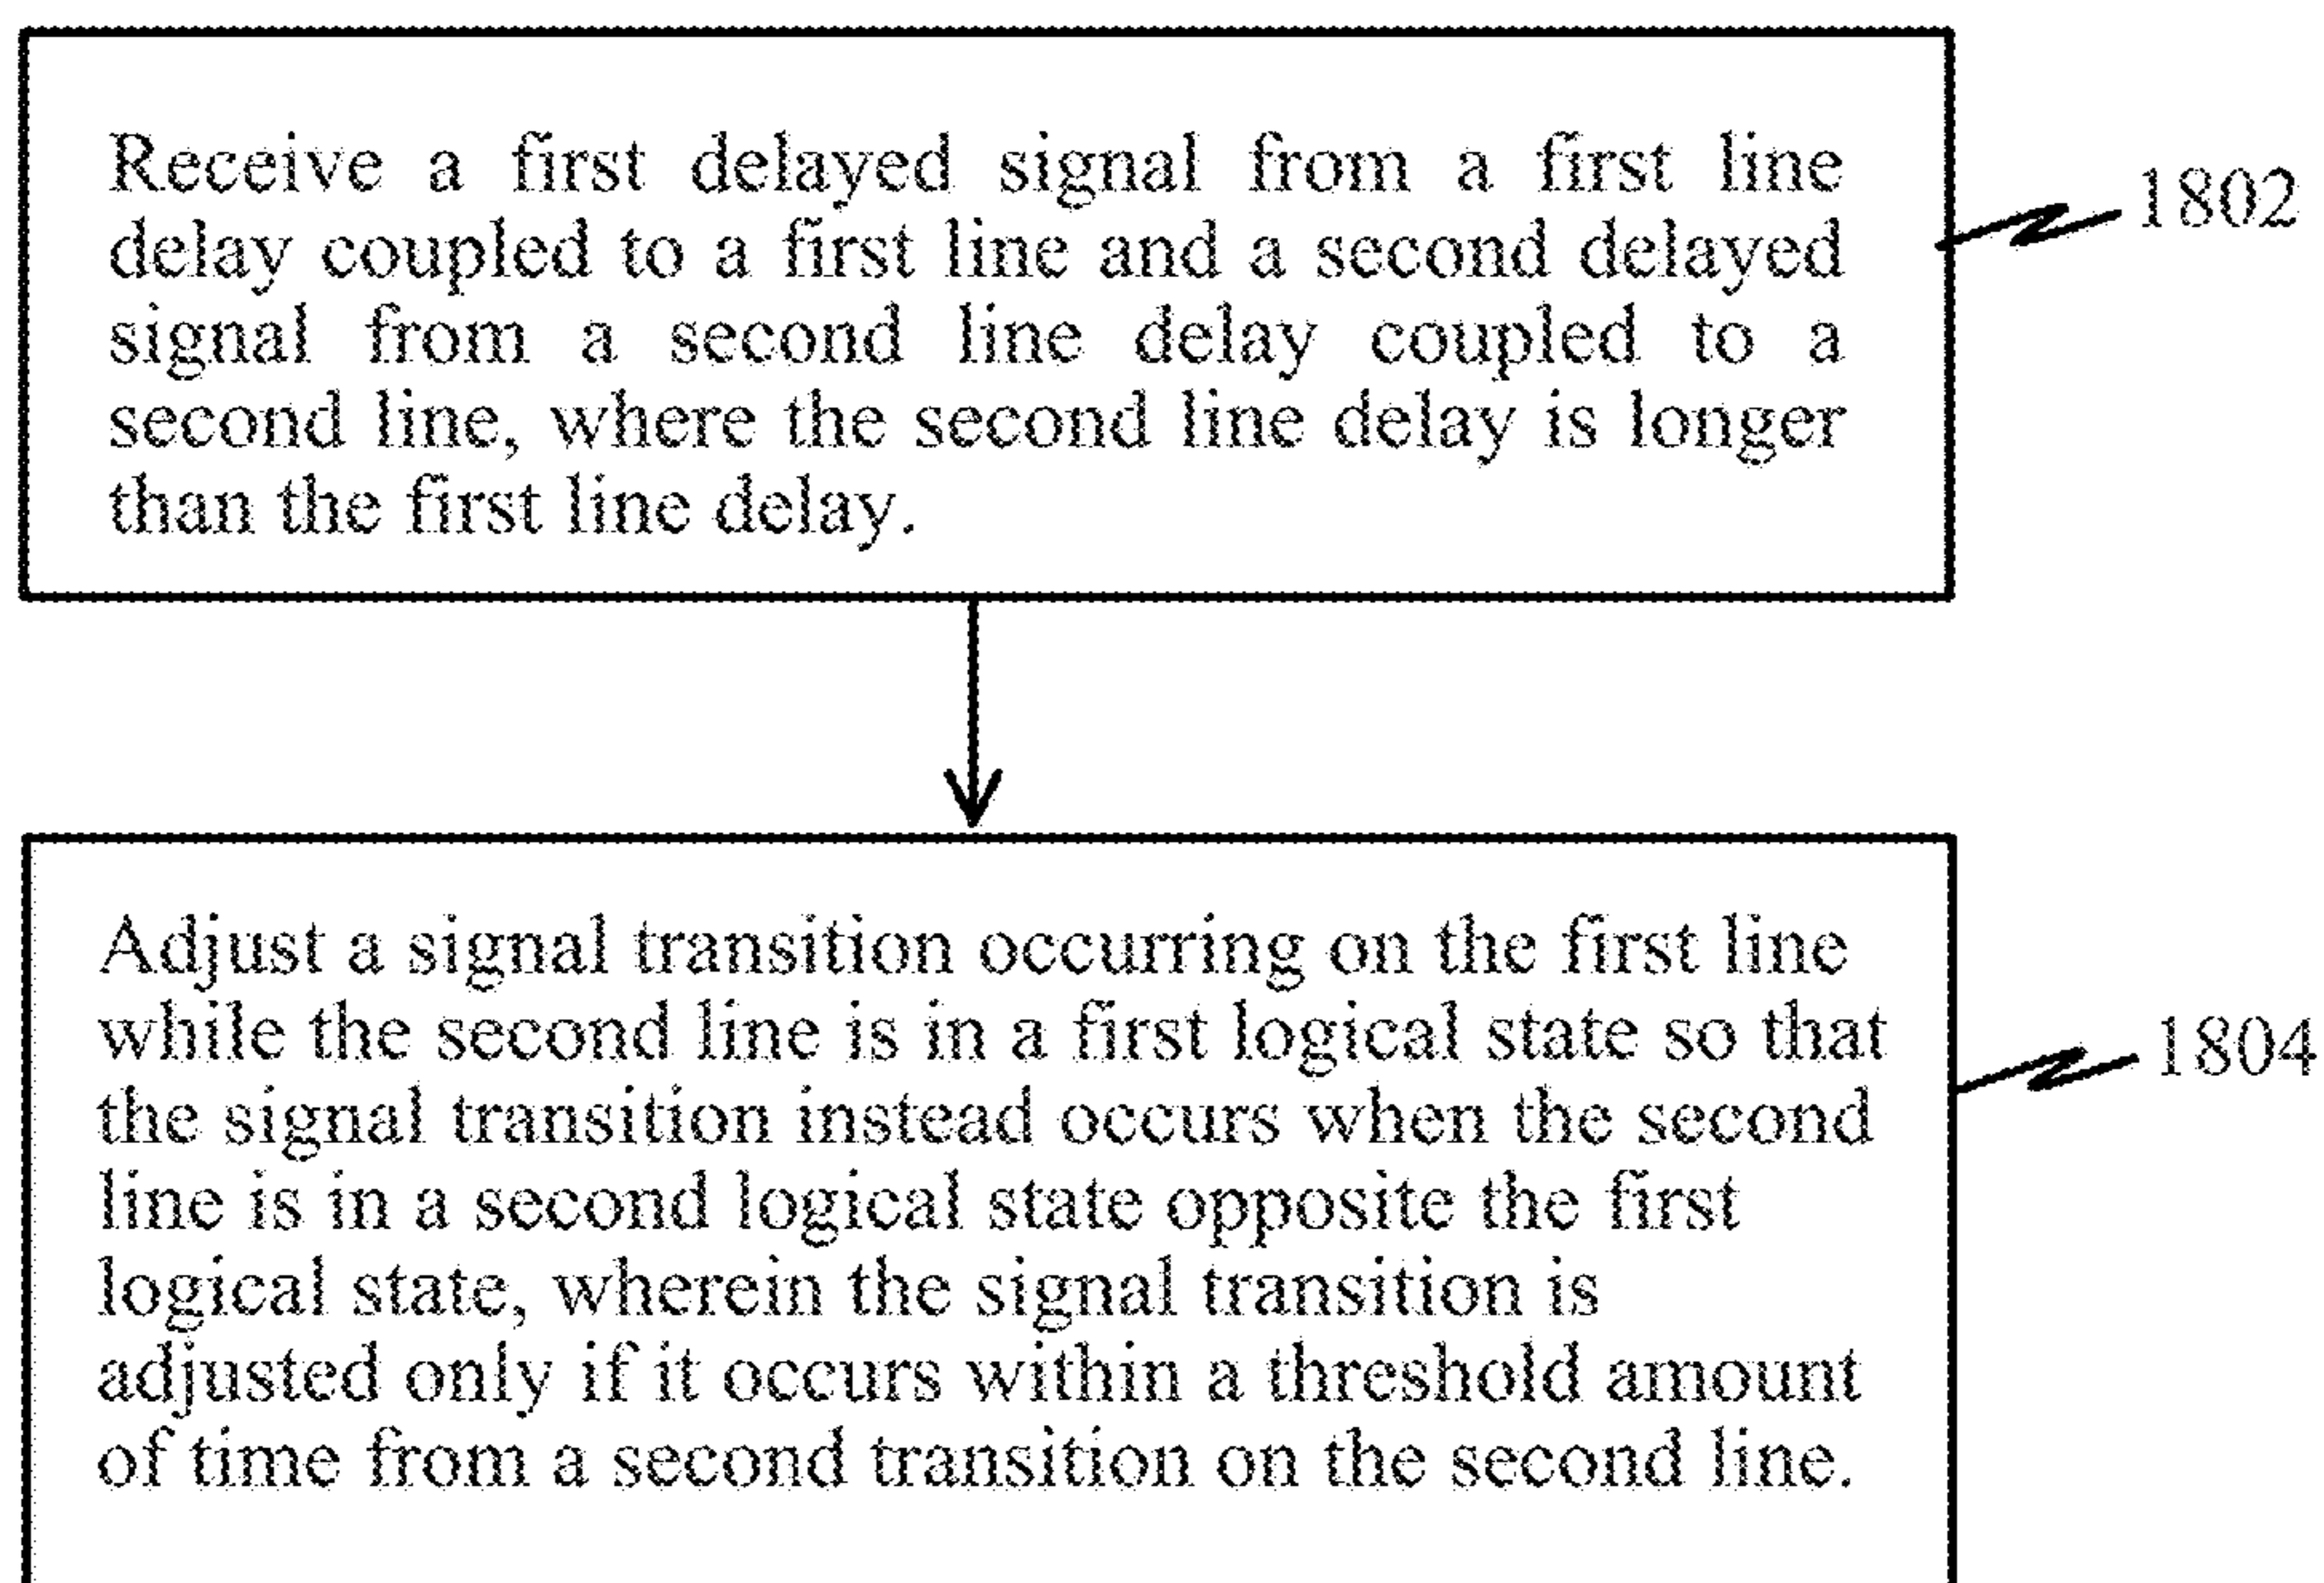 Receive a first delayed signal from a first line
delay coupled to a first line and a second delayed
signal from a second line delay coupled to a
second line, where the second line delay is longer
than the first line delay.
1802
Adjust a signal transition occurring on the first line
while the second line is in a first logical state so that
the signal transition instead occurs when the second
line is in a second logical state opposite the first
logical state, wherein the signal transition is
adjusted only if it occurs within a threshold amount
of time from a second transition on the second line.
1804